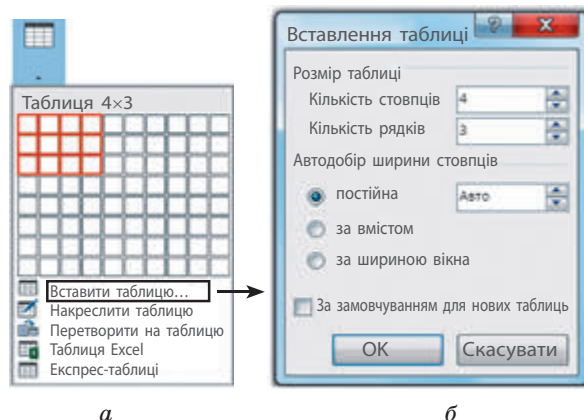 Таблиця 4×3
Вставити таблицю...
Накреслити таблицю
Перетворити на таблицю
Таблиця Excel
Експрес-таблиці
а
Вставлення таблиці
? X
Розмір таблиці
Кількість стовпців 4
Кількість рядків 3
Автодобір ширини стовпців
постійна Авто
за вмістом
за шириною вікна
За замовчуванням для нових таблиць
ОК Скасувати
б